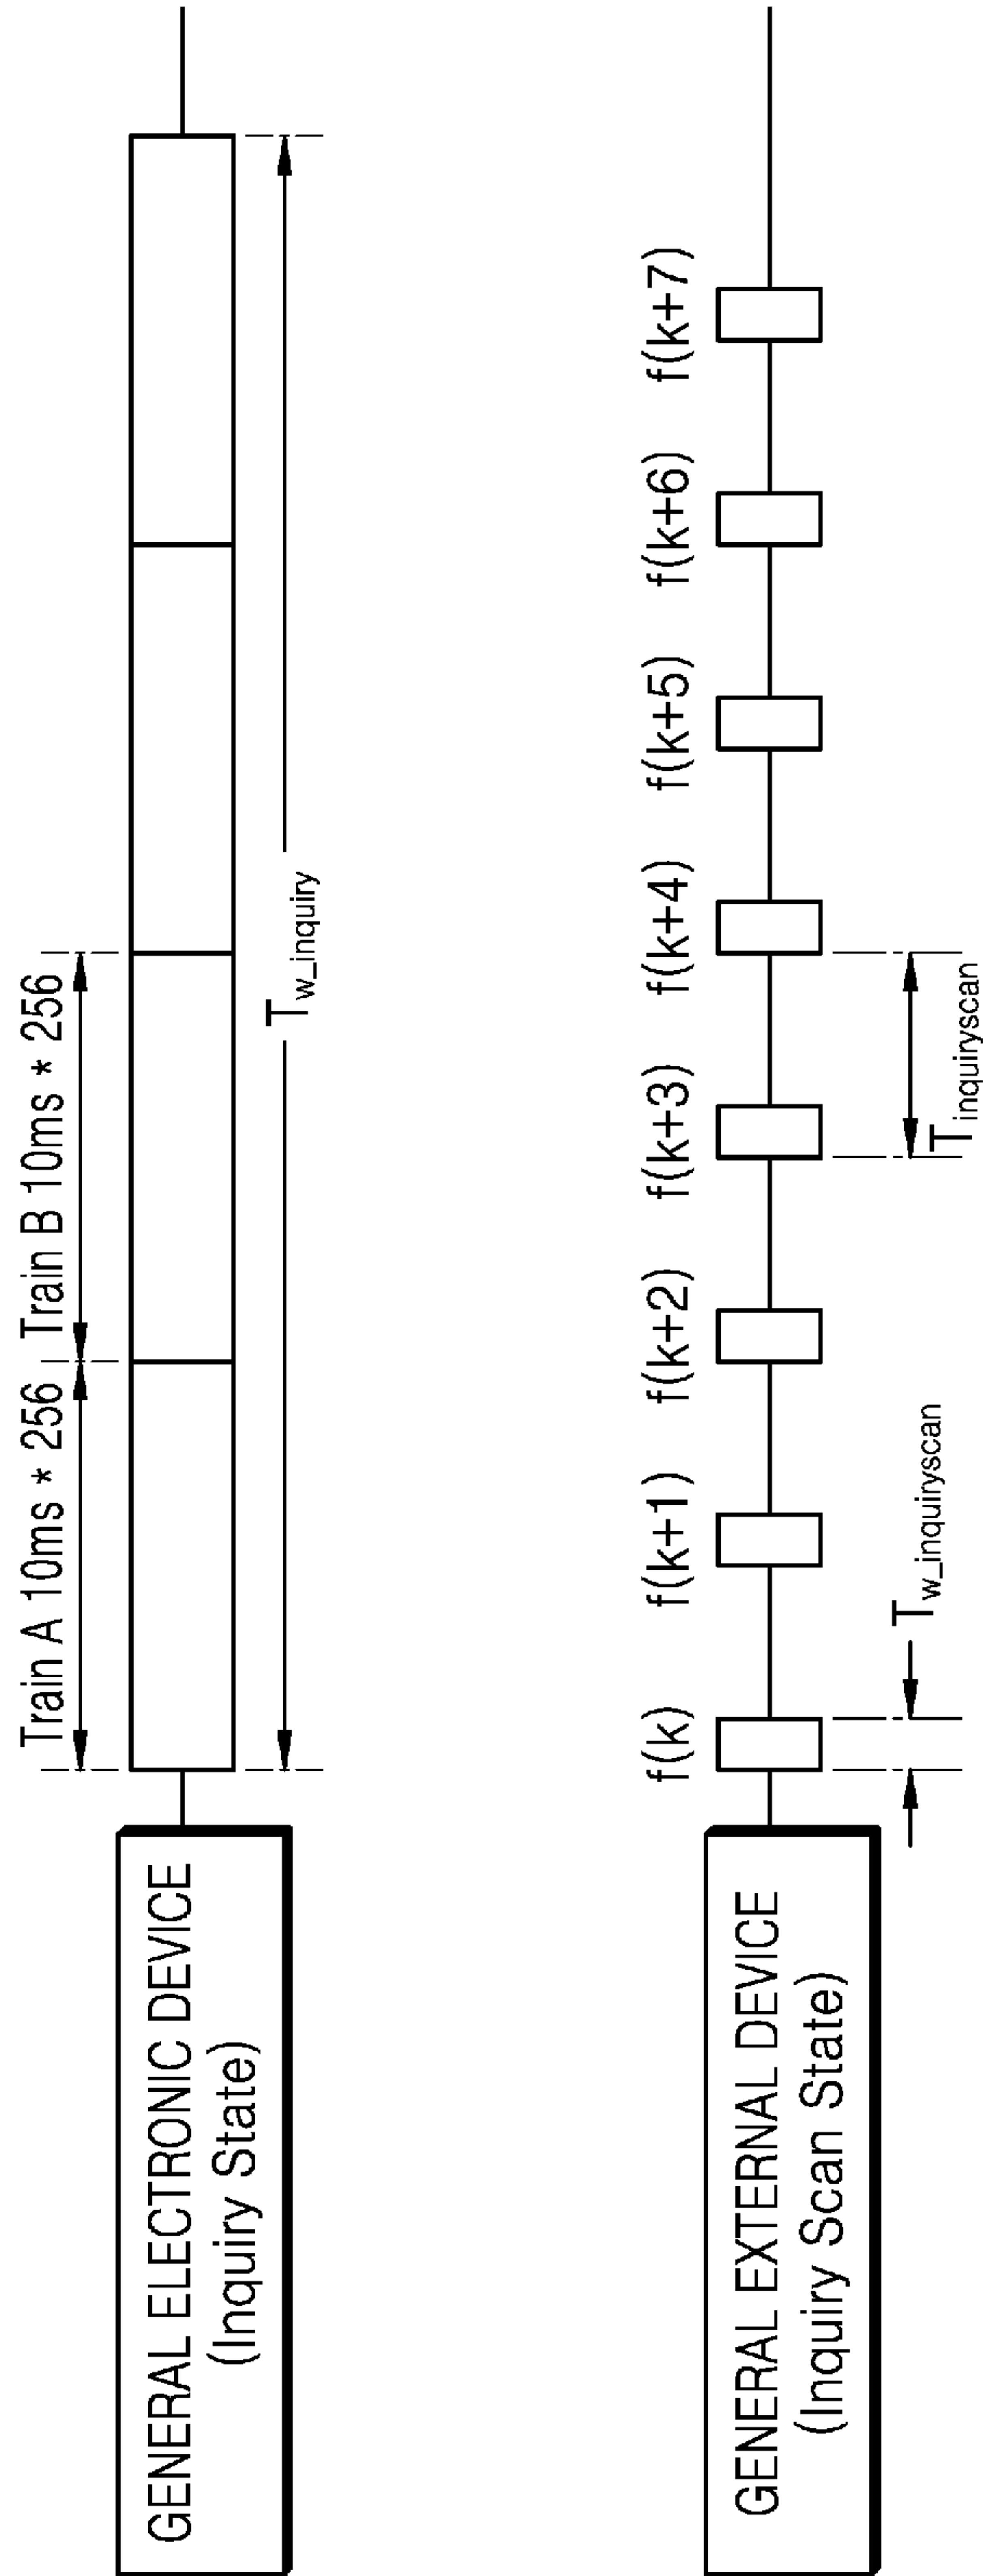 Train A 10ms * 256
Train B 10ms * 256
GENERAL ELECTRONIC DEVICE
(Inquiry State)
Tw_inquiry
f(k)
f(k+1)
f(k+2)
f(k+3)
f(k+4)
f(k+5)
f(k+6)
f(k+7)
GENERAL EXTERNAL DEVICE
(Inquiry Scan State)
Tw_inquiryscan
Tinquiryscan